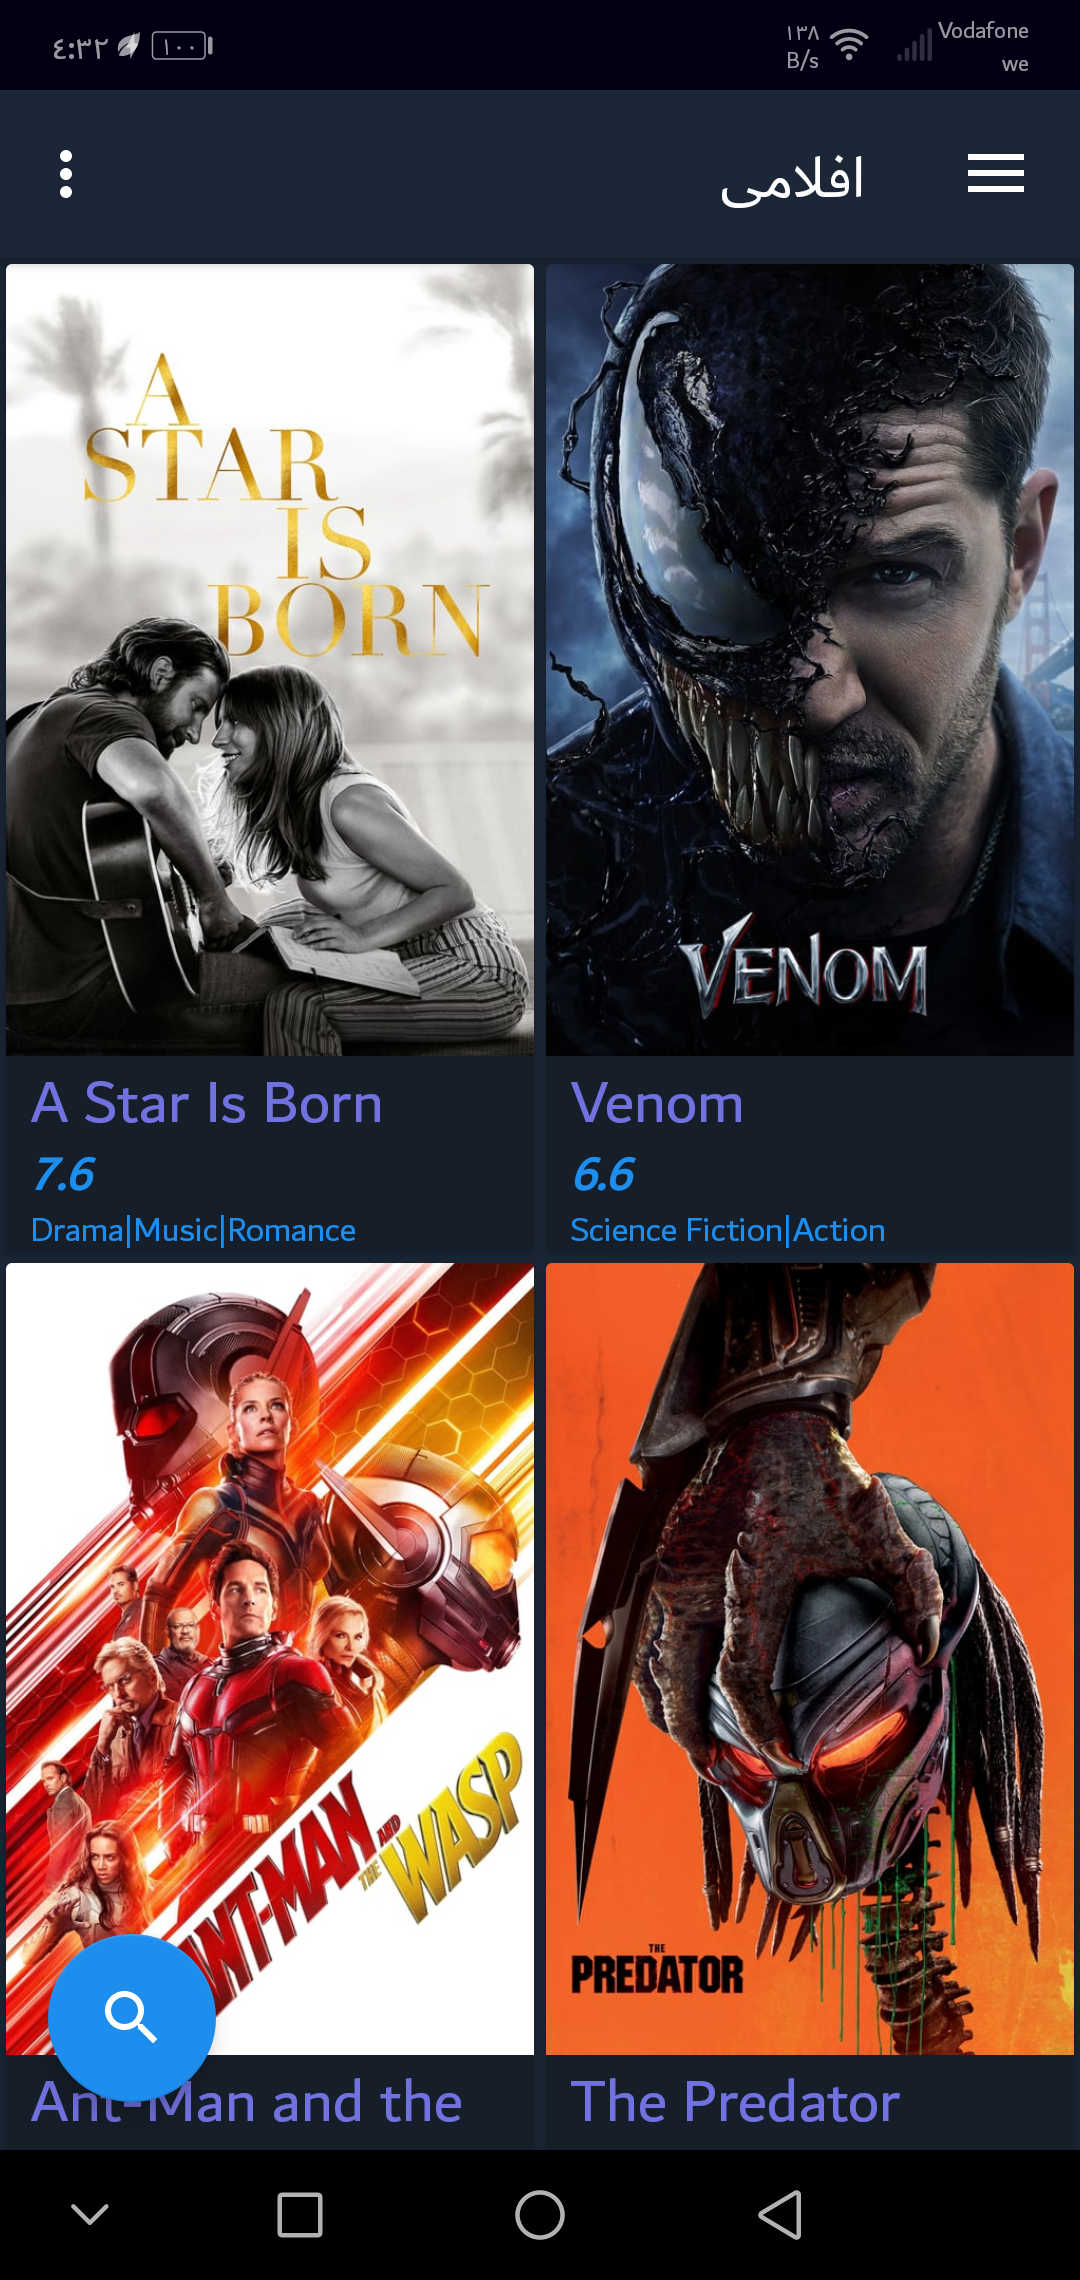 ٤:٣٢
١٠٠
١٣٨
B/s
Vodafone
we
افلامي
A
STAR
IS
BORN
VENOM
A Star Is Born
7.6
Drama|Music|Romance
Venom
6.6
Science Fiction|Action
ANT-MAN
AND
THE
WASP
THE
PREDATOR
Ant-Man and the
The Predator